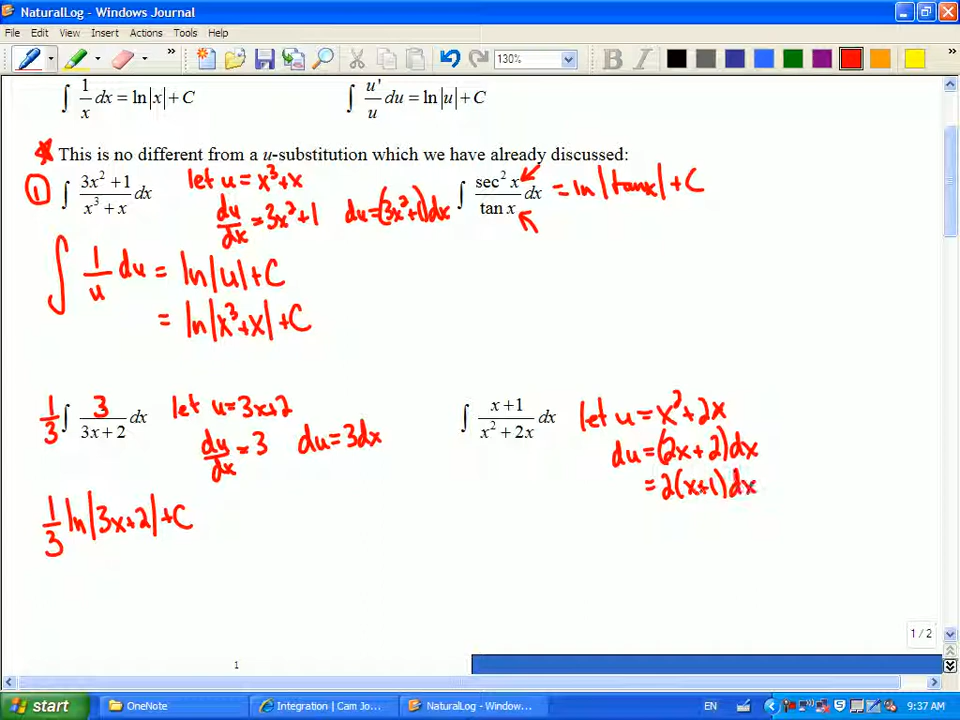 NaturalLog - Windows Journal
File Edit View Insert Actions Tools Help
130%
∫ 1/x dx = ln|x| + C
∫ u'/u du = ln|u| + C
This is no different from a u-substitution which we have already discussed:
① ∫ (3x² + 1)/(x³ + x) dx
let u = x³+x
du/dx = 3x²+1 du = (3x²+1)dx
∫ sec² x/tan x dx = ln|tanx| + C
∫ 1/u du = ln|u| + C
= ln|x³+x| + C
1/3 ∫ 3/(3x + 2) dx
let u = 3x+2
du/dx = 3 du = 3dx
1/3 ln|3x+2| + C
∫ (x + 1)/(x² + 2x) dx
let u = x² + 2x
du = (2x + 2)dx
= 2(x+1)dx
1 / 2
1
start OneNote Integration | Cam Jo... NaturalLog - Window... EN 9:37 AM